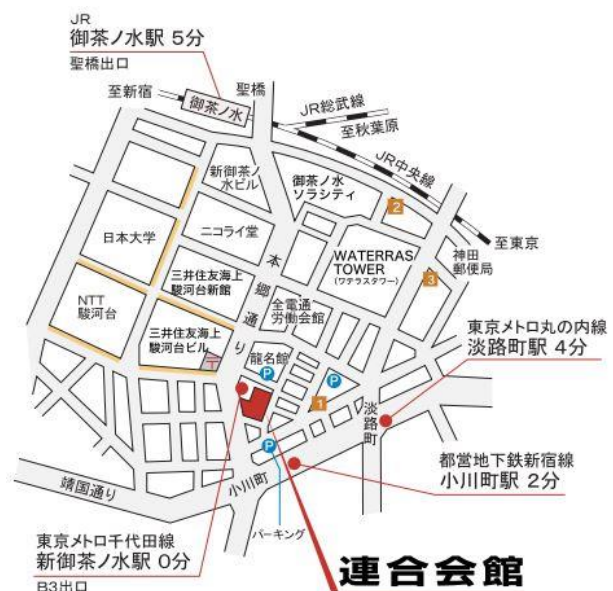 JR
御茶ノ水駅 5分
聖橋出口
至新宿
御茶ノ水
聖橋
JR総武線
至秋葉原
JR中央線
至東京
新御茶ノ
水ビル
御茶ノ水
ソラシティ
2
日本大学
ニコライ堂
本郷通り
WATERRAS
TOWER
(ワテラスタワー)
神田
郵便局
3
三井住友海上
駿河台新館
NTT
駿河台
全電通
労働会館
三井住友海上
駿河台ビル
〒
龍名館
P
P
1
東京メトロ丸の内線
淡路町駅 4分
淡路町
P
都営地下鉄新宿線
小川町駅 2分
小川町
靖国通り
パーキング
東京メトロ千代田線
新御茶ノ水駅 0分
B3出口
連合会館